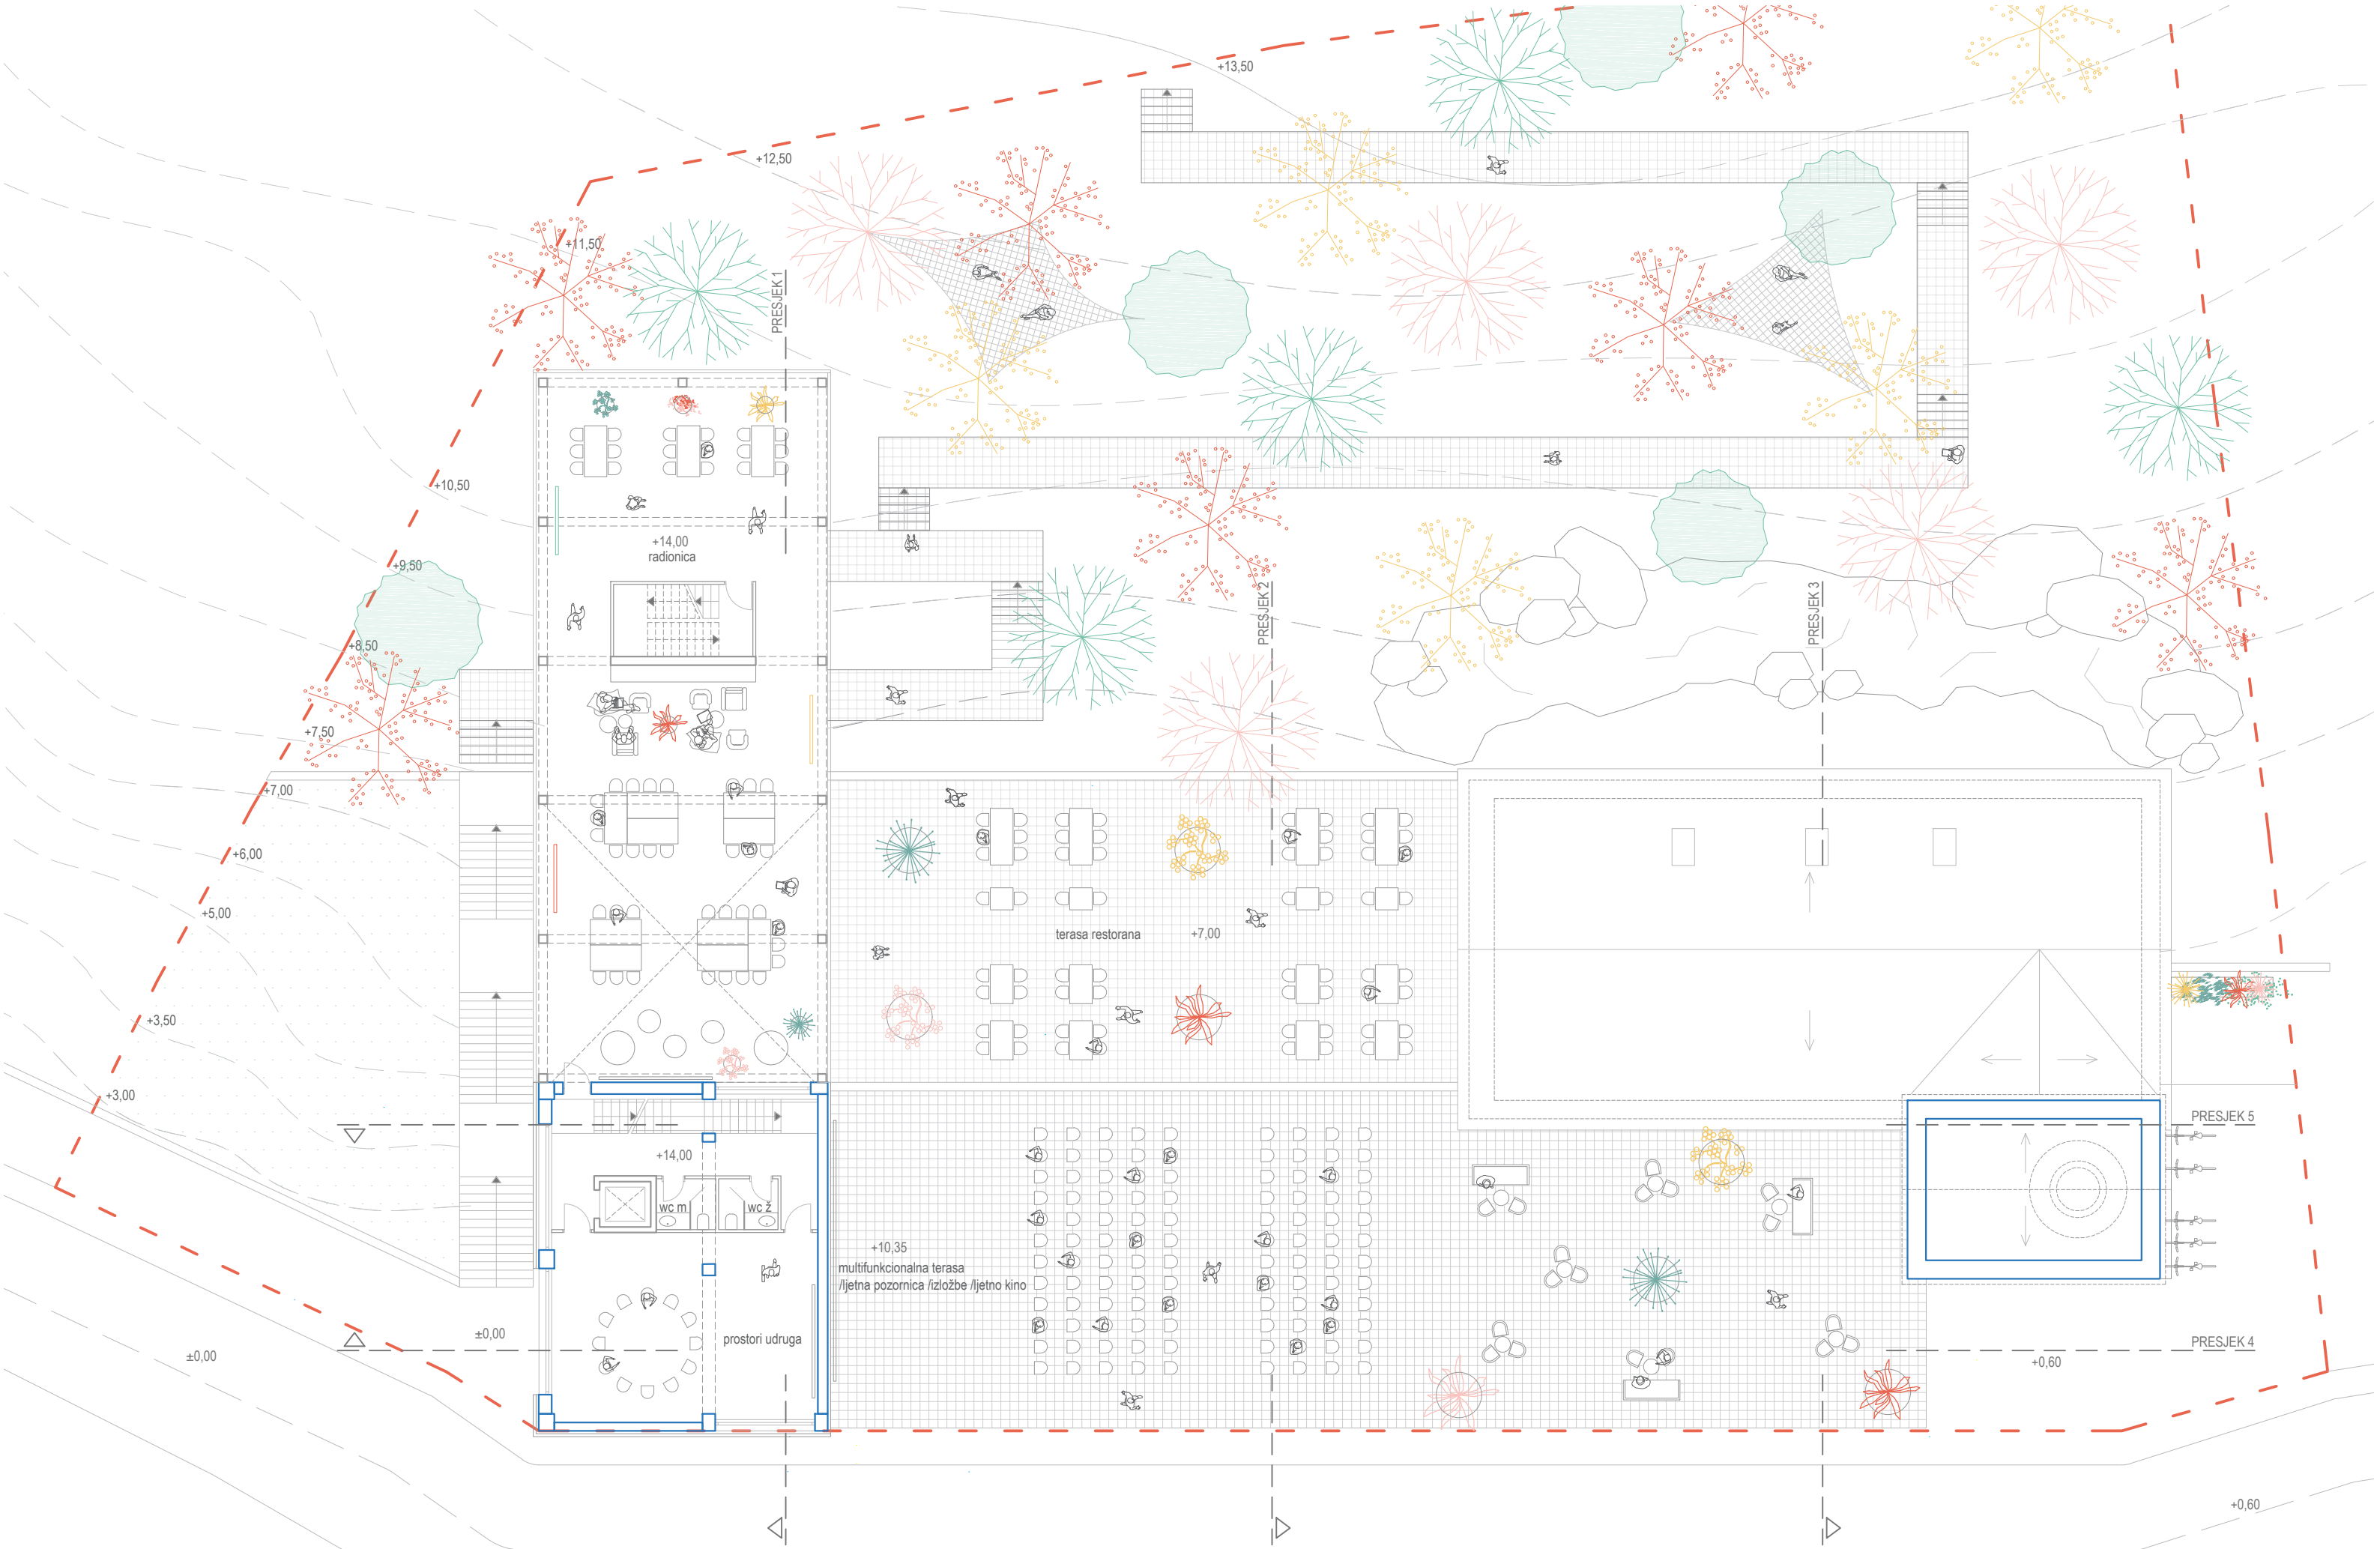 +13,50
+12,50
+11,50
PRESJEK 1
+10,50
+14,00
radionica
+9,50
PRESJEK 2
PRESJEK 3
+8,50
+7,50
+7,00
+6,00
+5,00
terasa restorana
+7,00
+3,50
+3,00
PRESJEK 5
+14,00
wc m
wc ž
+10,35
multifunkcionalna terasa
/ljetna pozornica /izložbe /ljetno kino
±0,00
prostori udruga
PRESJEK 4
±0,00
+0,60
+0,60